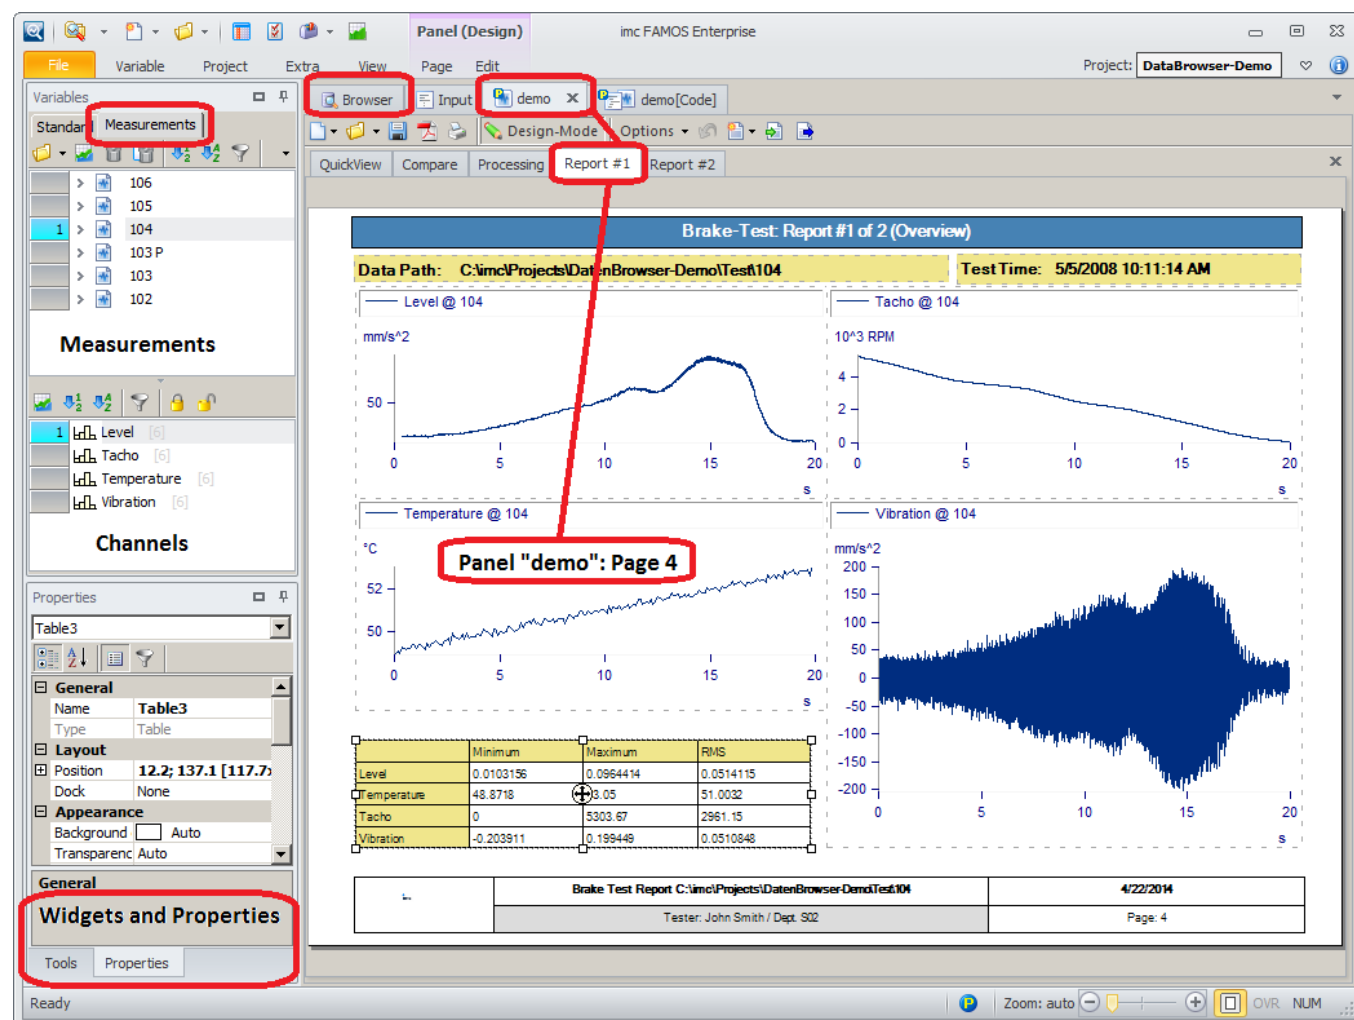 Panel (Design)
imc FAMOS Enterprise
File Variable Project Extra View Page Edit
Project: DataBrowser-Demo
Variables
Standard Measurements
106
105
1 104
103 P
103
102
Measurements
1 Level [6]
Tacho [6]
Temperature [6]
Vibration [6]
Channels
Properties
Table3
General
Name Table3
Type Table
Layout
Position 12.2; 137.1 [117.7x
Dock None
Appearance
Background Auto
Transparenc Auto
General
Widgets and Properties
Tools Properties
Browser Input demo demo[Code]
Design-Mode Options
QuickView Compare Processing Report #1 Report #2
Brake-Test: Report #1 of 2 (Overview)
Data Path: C:\imc\Projects\DatenBrowser-Demo\Test\104
Test Time: 5/5/2008 10:11:14 AM
Level @ 104
mm/s^2
50
0 5 10 15 20
s
Tacho @ 104
10^3 RPM
4
2
0
0 5 10 15 20
s
Temperature @ 104
°C
52
50
0 5 10 15 20
s
Panel "demo": Page 4
Vibration @ 104
mm/s^2
200
150
100
50
0
-50
-100
-150
-200
0 5 10 15 20
s
Minimum Maximum RMS
Level 0.0103156 0.0964414 0.0514115
Temperature 48.8718 3.05 51.0032
Tacho 0 5303.67 2961.15
Vibration -0.203911 0.199449 0.0510848
Brake Test Report C:\imc\Projects\DatenBrowser-Demo\Test\104 4/22/2014
Tester: John Smith / Dept. S02 Page: 4
Ready
Zoom: auto OVR NUM